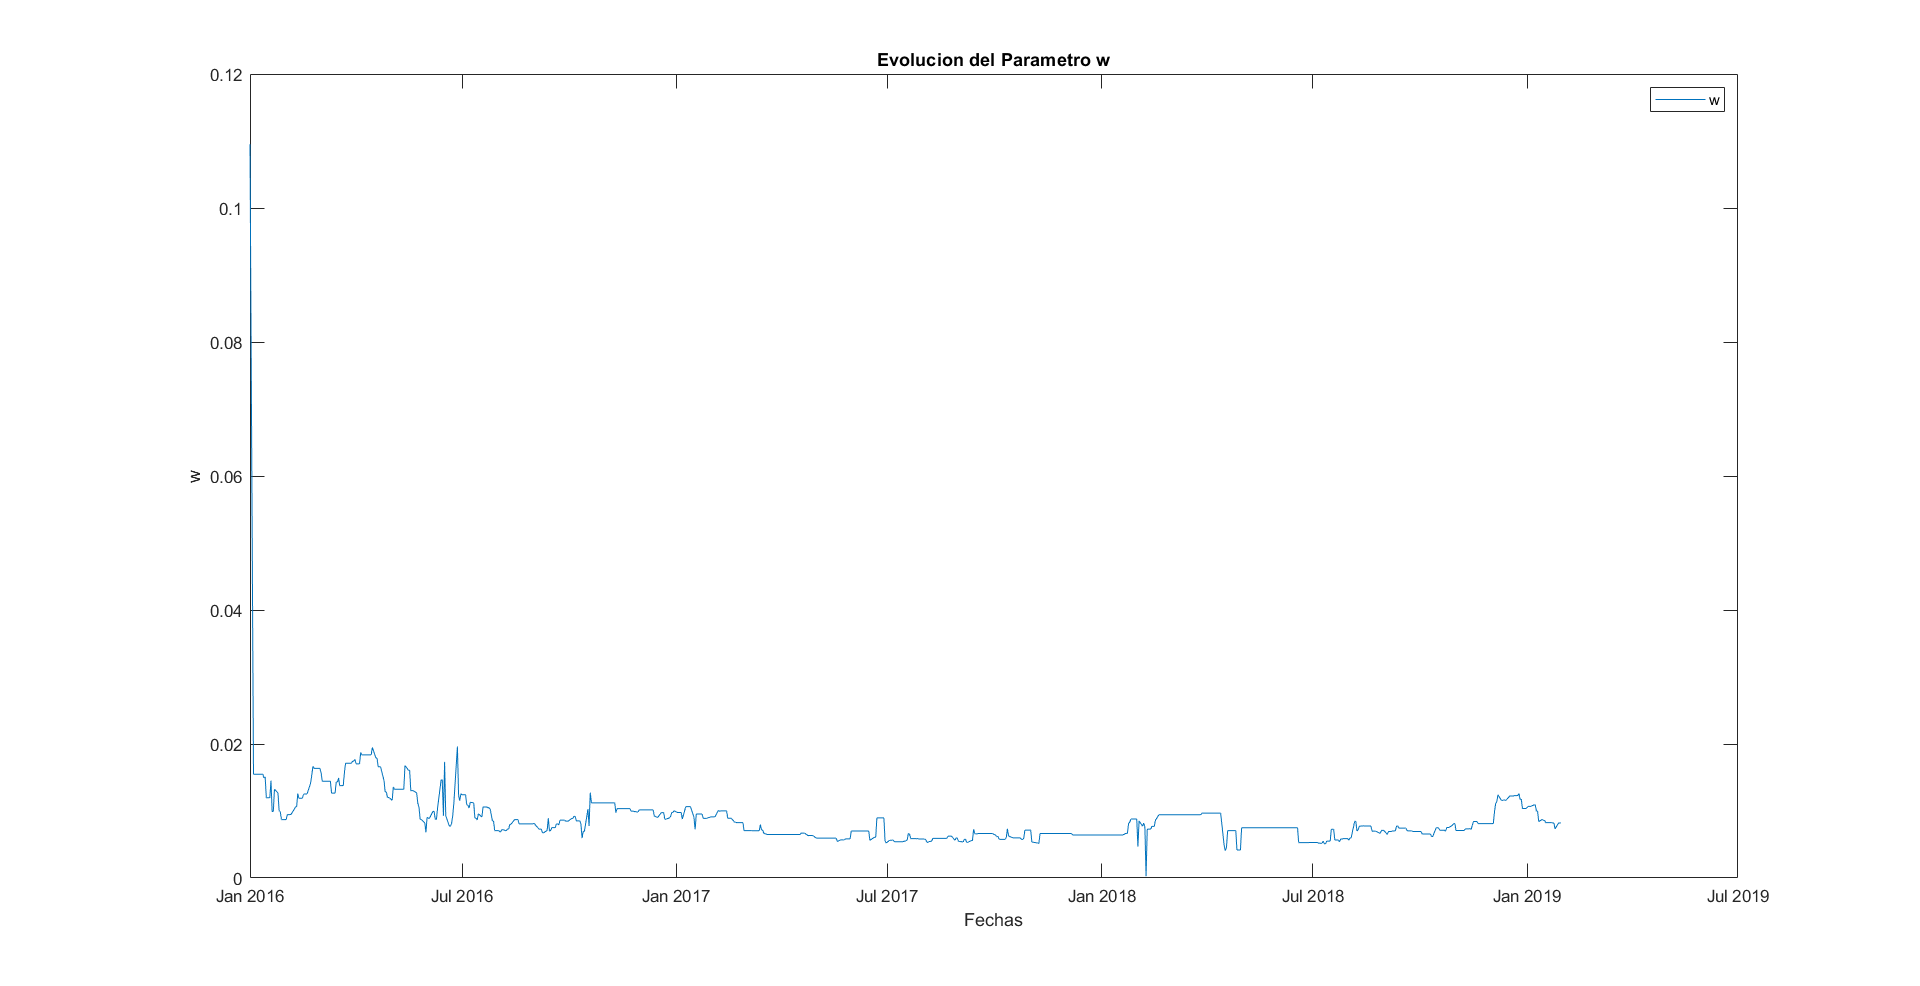 Evolucion del Parametro w
0.12
w
0.1
0.08
w
0.06
0.04
0.02
0
Jan 2016 Jul 2016 Jan 2017 Jul 2017 Jan 2018 Jul 2018 Jan 2019 Jul 2019
Fechas